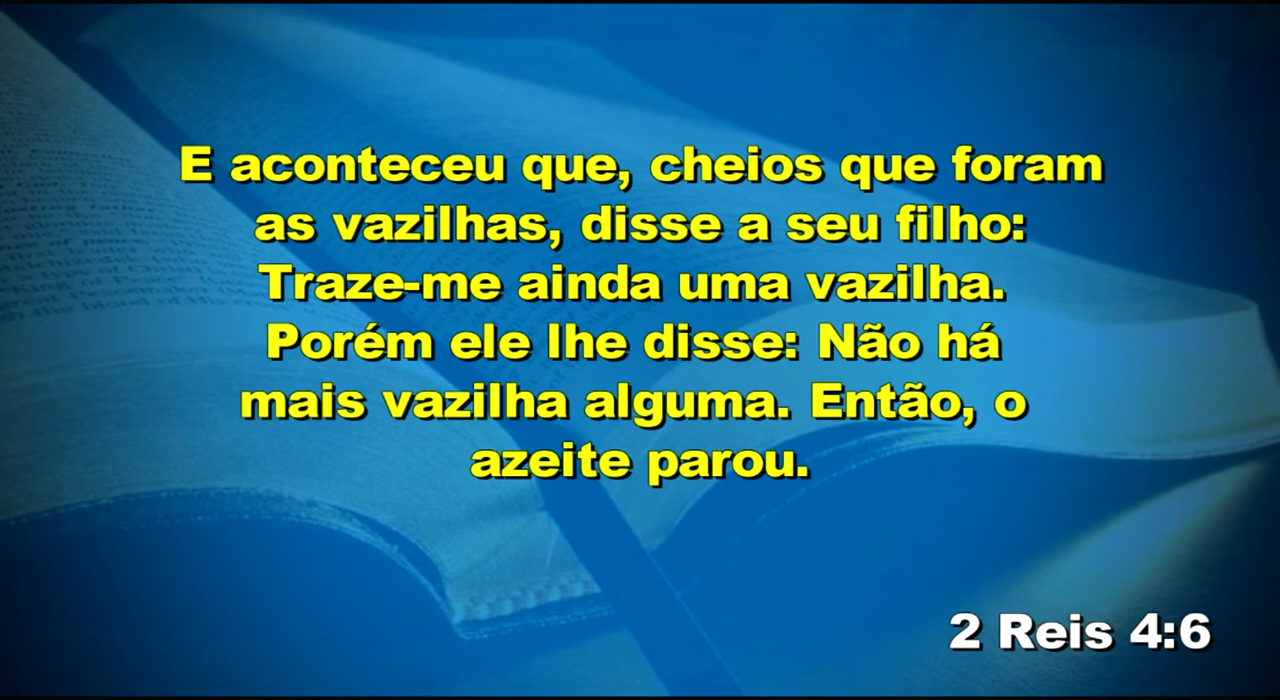 E aconteceu que, cheios que foram
as vazilhas, disse a seu filho:
Traze-me ainda uma vazilha.
Porém ele lhe disse: Não há
mais vazilha alguma. Então, o
azeite parou.
2 Reis 4:6